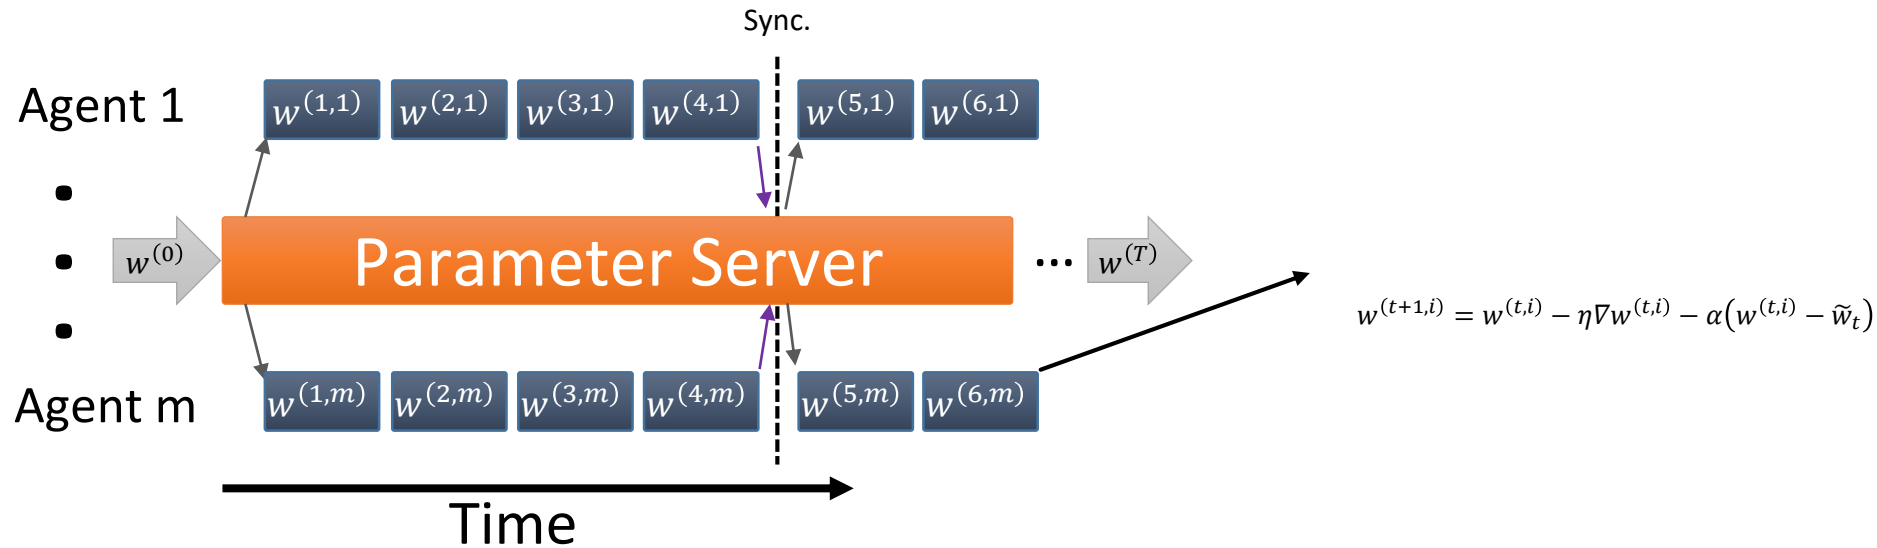 Sync.
Agent 1
w^(1,1) w^(2,1) w^(3,1) w^(4,1) w^(5,1) w^(6,1)
w^(0)
Parameter Server
... w^(T)
w^(t+1,i) = w^(t,i) − η∇w^(t,i) − α(w^(t,i) − w̃_t)
Agent m
w^(1,m) w^(2,m) w^(3,m) w^(4,m) w^(5,m) w^(6,m)
Time